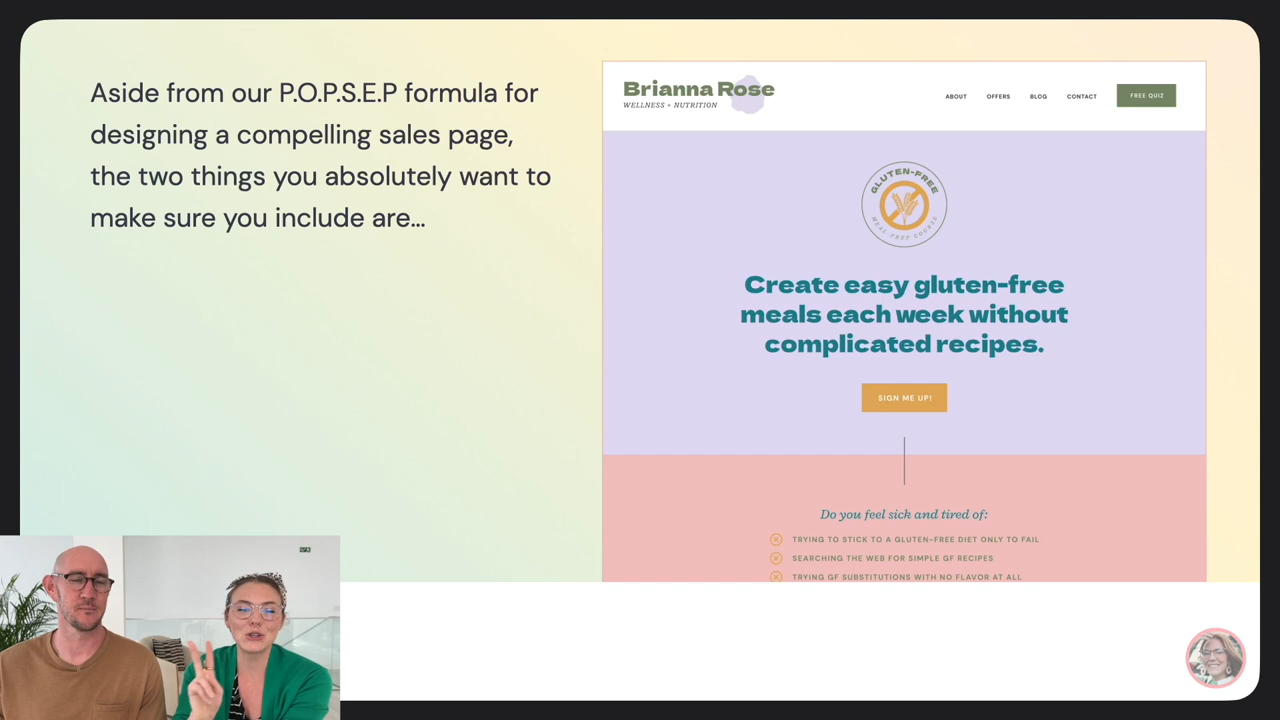 Aside from our P.O.P.S.E.P formula for
designing a compelling sales page,
the two things you absolutely want to
make sure you include are...
Brianna Rose
WELLNESS + NUTRITION
ABOUT
OFFERS
BLOG
CONTACT
FREE QUIZ
GLUTEN-FREE
MEAL PREP COURSE
Create easy gluten-free
meals each week without
complicated recipes.
SIGN ME UP!
Do you feel sick and tired of:
TRYING TO STICK TO A GLUTEN-FREE DIET ONLY TO FAIL
SEARCHING THE WEB FOR SIMPLE GF RECIPES
TRYING GF SUBSTITUTIONS WITH NO FLAVOR AT ALL